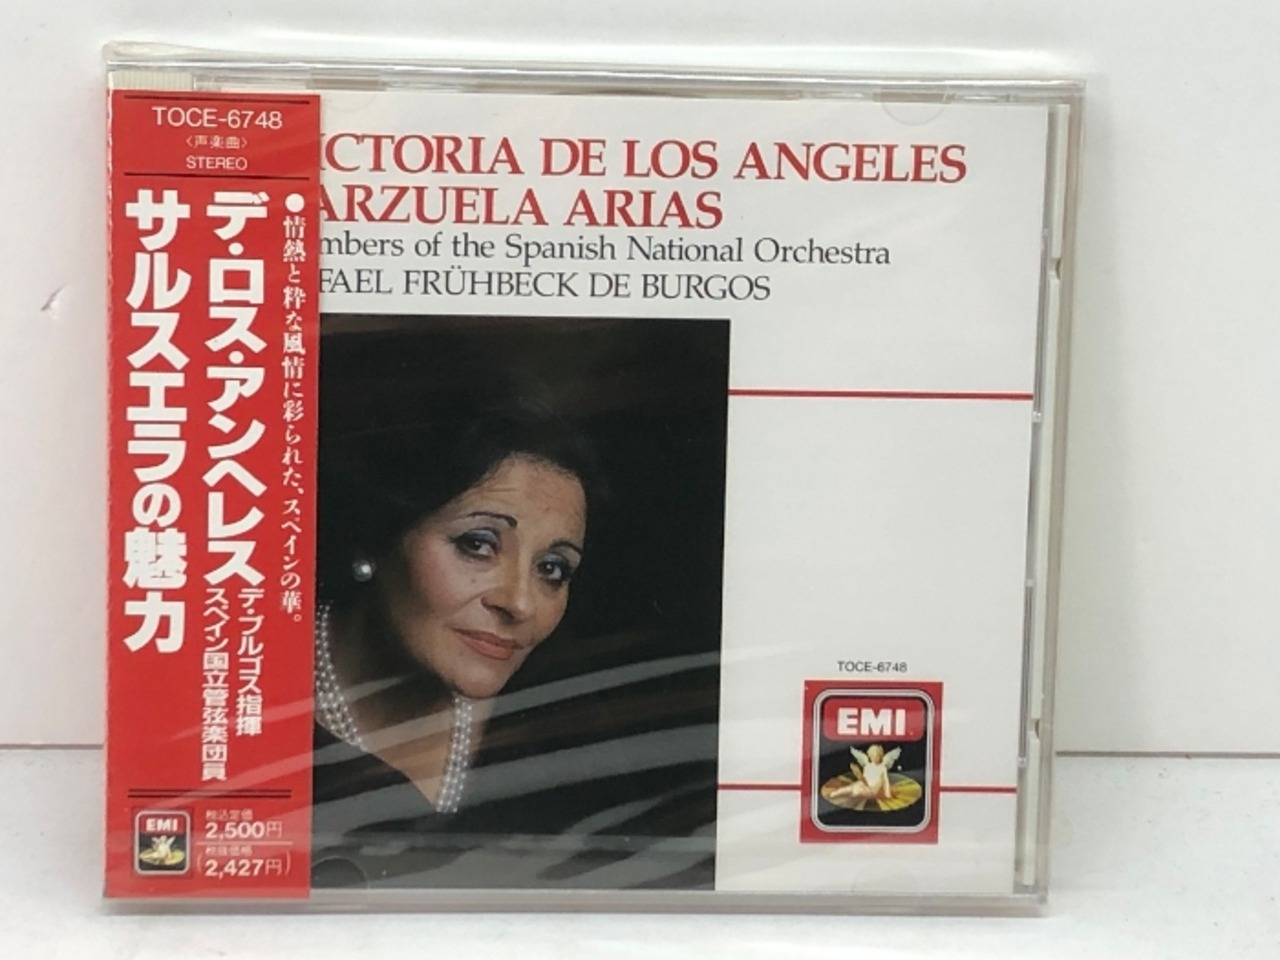 TOCE-6748
〈声楽曲〉
STEREO
●情熱と粋な風情に彩られた、スペインの華。
デ・ロス・アンヘレス
サルスエラの魅力
デ・ブルゴス指揮
スペイン国立管弦楽団員
EMI
税込定価
2,500円
税抜価格
(2,427円)
ICTORIA DE LOS ANGELES
ARZUELA ARIAS
mbers of the Spanish National Orchestra
FAEL FRÜHBECK DE BURGOS
TOCE-6748
EMI